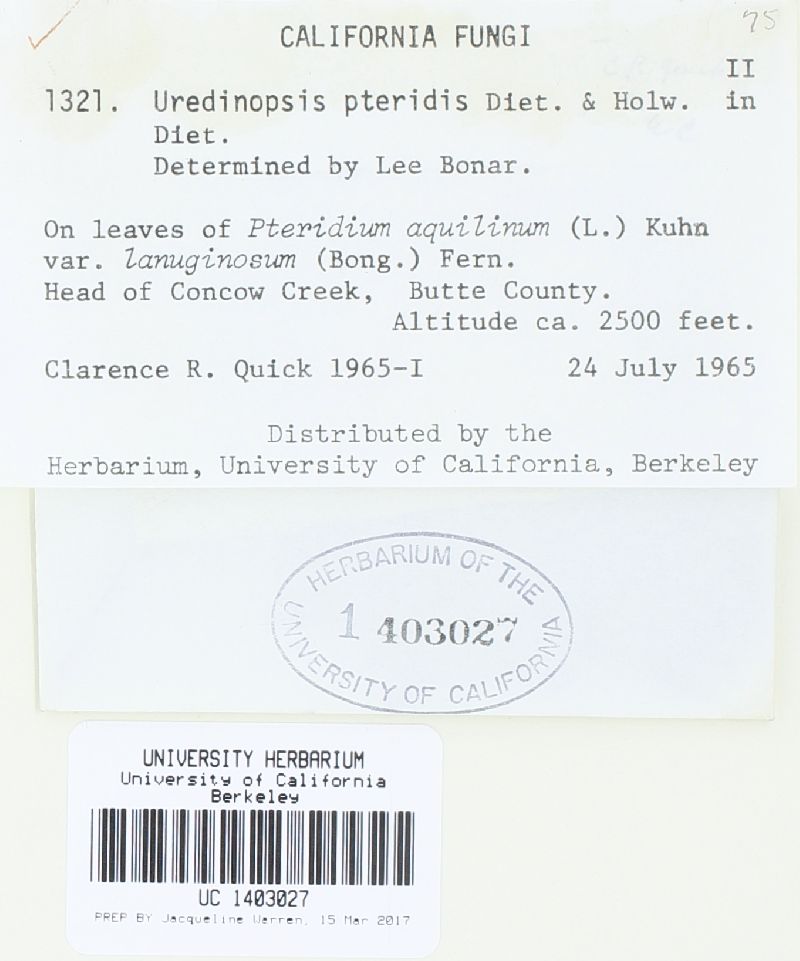 75
CALIFORNIA FUNGI
II
1321. Uredinopsis pteridis Diet. & Holw. in
Diet.
Determined by Lee Bonar.
On leaves of Pteridium aquilinum (L.) Kuhn
var. lanuginosum (Bong.) Fern.
Head of Concow Creek, Butte County.
Altitude ca. 2500 feet.
Clarence R. Quick 1965-I 24 July 1965
Distributed by the
Herbarium, University of California, Berkeley
HERBARIUM OF THE
1 403027
UNIVERSITY OF CALIFORNIA
UNIVERSITY HERBARIUM
University of California
Berkeley
UC 1403027
PREP BY Jacqueline Warren, 15 Mar 2017